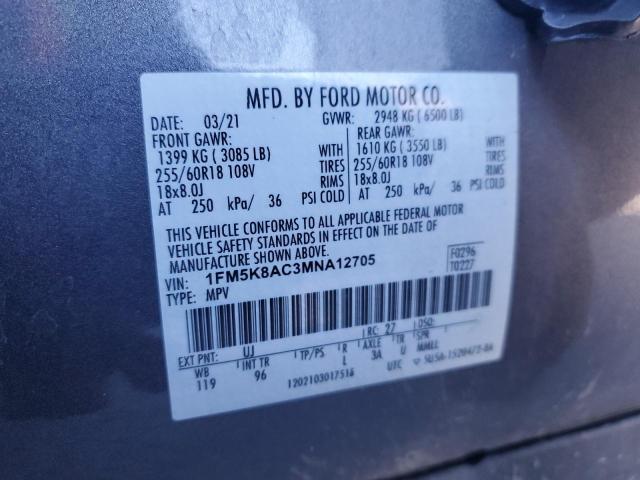 MFD. BY FORD MOTOR CO.
DATE: 03/21 GVWR: 2948 KG ( 6500 LB)
FRONT GAWR: REAR GAWR:
1399 KG ( 3085 LB) WITH 1610 KG ( 3550 LB) WITH
255/60R18 108V TIRES 255/60R18 108V TIRES
18x8.0J RIMS 18x8.0J RIMS
AT 250 kPa/ 36 PSI COLD AT 250 kPa/ 36 PSI COLD
THIS VEHICLE CONFORMS TO ALL APPLICABLE FEDERAL MOTOR
VEHICLE SAFETY STANDARDS IN EFFECT ON THE DATE OF
MANUFACTURE SHOWN ABOVE.
VIN: 1FM5K8AC3MNA12705 F0296
TYPE: MPV T0227
RC: 27 DSO:
EXT PNT: UJ
WB INT TR TP/PS R AXLE TR SPR
119 96 L 3A U MMLL
1202103017516 UTC